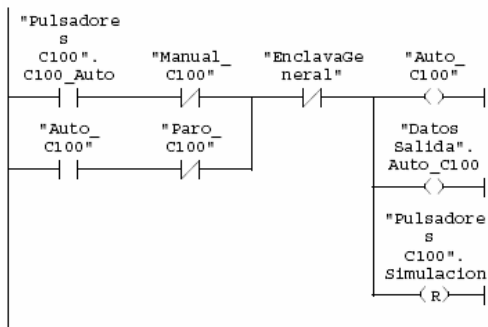 "Pulsadore
s
C100".
C100_Auto
"Manual_
C100"
"EnclavaGe
neral"
"Auto_
C100"
"Auto_
C100"
"Paro_
C100"
"Datos
Salida".
Auto_C100
"Pulsadore
s
C100".
Simulacion
R